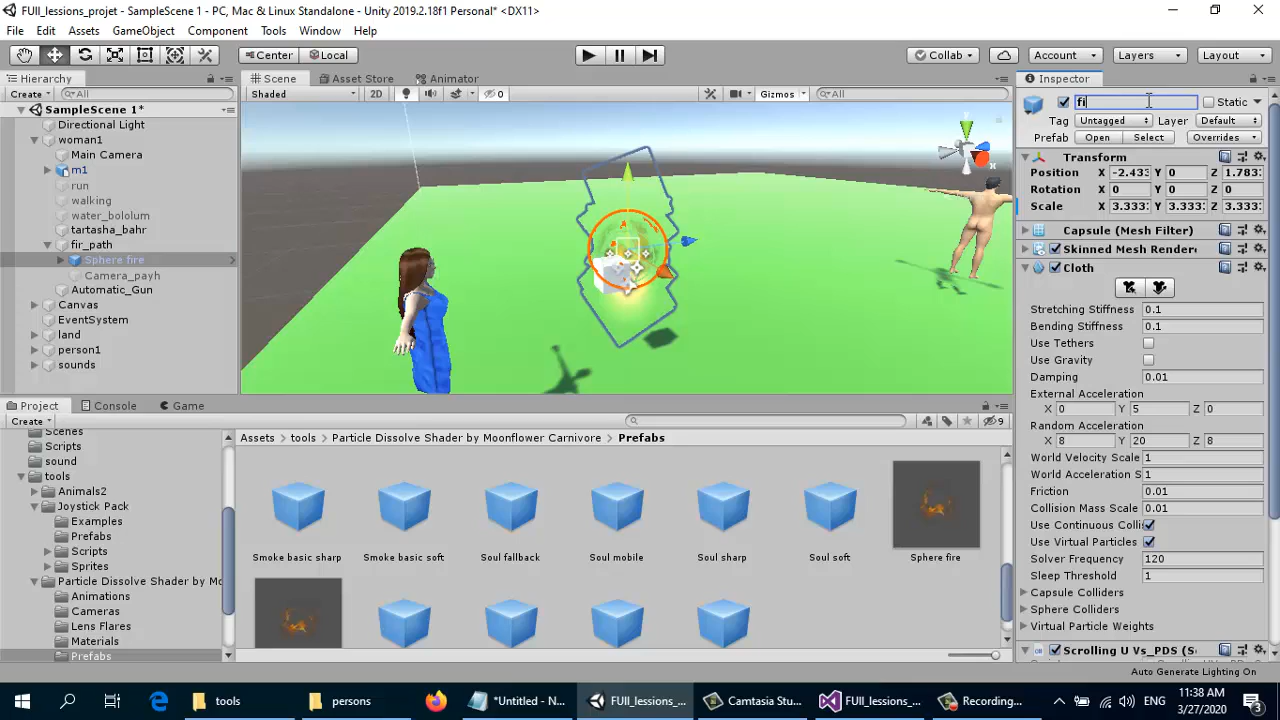 FUll_lessions_projet - SampleScene 1 - PC, Mac & Linux Standalone - Unity 2019.2.18f1 Personal* <DX11>
File Edit Assets GameObject Component Tools Window Help
Center Local Collab Account Layers Layout
Hierarchy
Create All
SampleScene 1*
Directional Light
woman1
Main Camera
m1
run
walking
water_bololum
tartasha_bahr
fir_path
Sphere fire
Camera_payh
Automatic_Gun
Canvas
EventSystem
land
person1
sounds
Scene Asset Store Animator
Shaded 2D 0 Gizmos All
Project Console Game
Create 9
Scenes
Scripts
sound
tools
Animals2
Joystick Pack
Examples
Prefabs
Scripts
Sprites
Particle Dissolve Shader by Mo
Animations
Cameras
Lens Flares
Materials
Prefabs
Assets > tools > Particle Dissolve Shader by Moonflower Carnivore > Prefabs
Smoke basic sharp Smoke basic soft Soul fallback Soul mobile Soul sharp Soul soft Sphere fire
Inspector
fi Static
Tag Untagged Layer Default
Prefab Open Select Overrides
Transform
Position X -2.433 Y 0 Z 1.783
Rotation X 0 Y 0 Z 0
Scale X 3.333 Y 3.333 Z 3.333
Capsule (Mesh Filter)
Skinned Mesh Rendere
Cloth
Stretching Stiffness 0.1
Bending Stiffness 0.1
Use Tethers
Use Gravity
Damping 0.01
External Acceleration
X 0 Y 5 Z 0
Random Acceleration
X 8 Y 20 Z 8
World Velocity Scale 1
World Acceleration S 1
Friction 0.01
Collision Mass Scale 0.01
Use Continuous Colli
Use Virtual Particles
Solver Frequency 120
Sleep Threshold 1
Capsule Colliders
Sphere Colliders
Virtual Particle Weights
Scrolling U Vs_PDS (S
Auto Generate Lighting On
tools persons *Untitled - N... FUll_lessions_... Camtasia Stu... FUll_lessions_... Recording... ENG
11:38 AM
3/27/2020